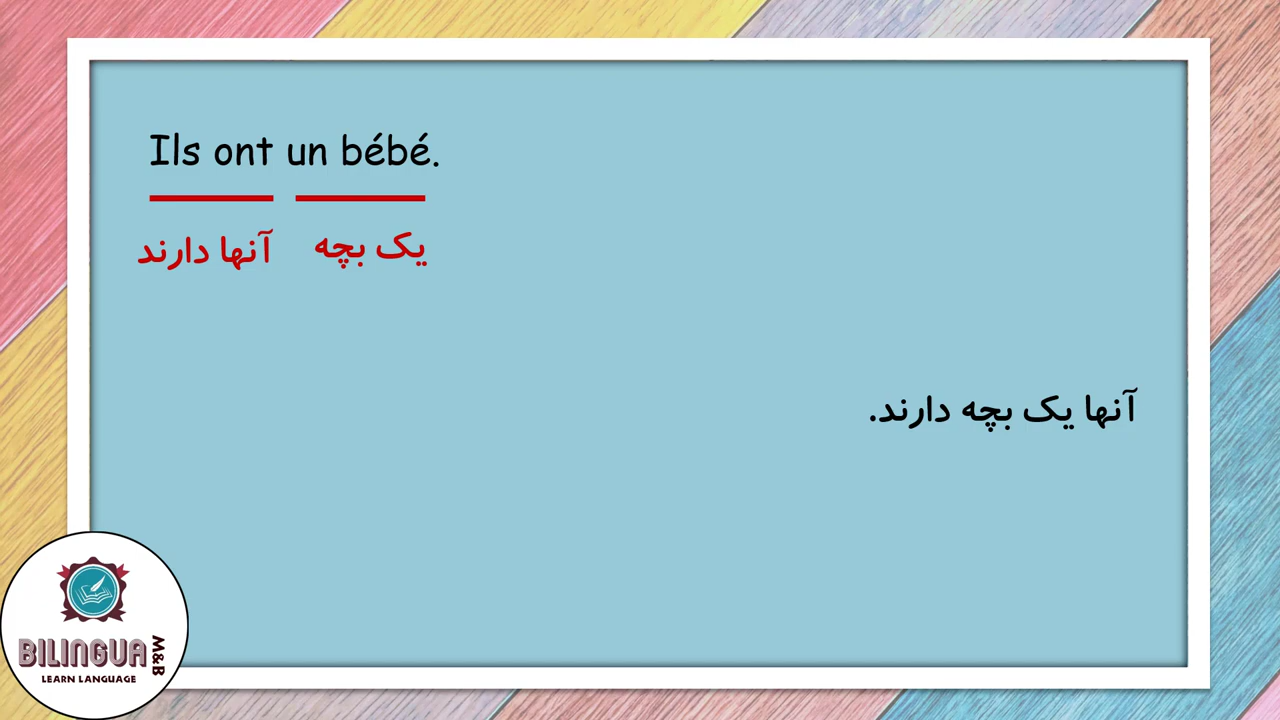 Ils ont un bébé.
آنها دارند
یک بچه
آنها یک بچه دارند.
BILINGUA
M&B
LEARN LANGUAGE